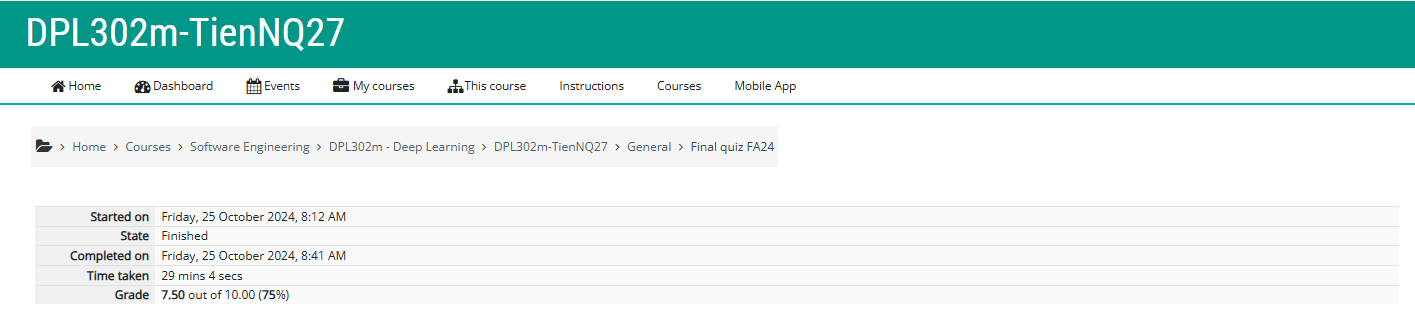 DPL302m-TienNQ27
Home Dashboard Events My courses This course Instructions Courses Mobile App
Home > Courses > Software Engineering > DPL302m - Deep Learning > DPL302m-TienNQ27 > General > Final quiz FA24
Started on Friday, 25 October 2024, 8:12 AM
State Finished
Completed on Friday, 25 October 2024, 8:41 AM
Time taken 29 mins 4 secs
Grade 7.50 out of 10.00 (75%)